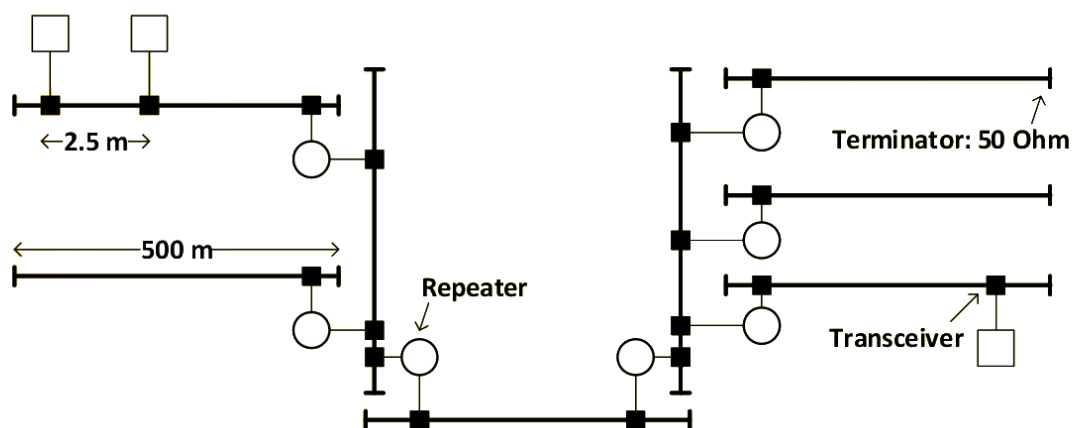 2.5 m
Terminator: 50 Ohm
500 m
Repeater
Transceiver